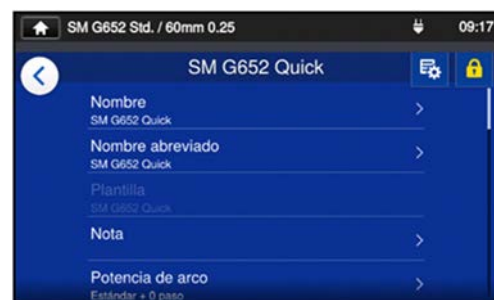 SM G652 Std. / 60mm 0.25
09:17
SM G652 Quick
Nombre
SM G652 Quick
Nombre abreviado
SM G652 Quick
Plantilla
SM G652 Quick
Nota
Potencia de arco
Estándar + 0 paso